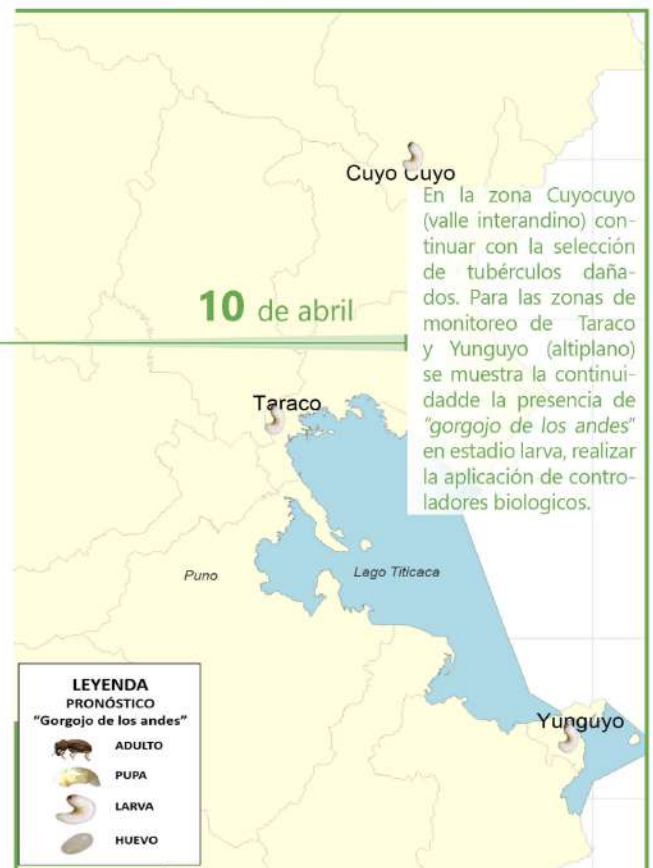 Cuyo Cuyo
En la zona Cuyocuyo
(valle interandino) con-
tinuar con la selección
de tubérculos daña-
dos. Para las zonas de
monitoreo de Taraco
y Yunguyo (altiplano)
se muestra la continui-
dadde la presencia de
"gorgojo de los andes"
en estadio larva, realizar
la aplicación de contro-
ladores biologicos.
10 de abril
Taraco
Puno
Lago Titicaca
Yunguyo
LEYENDA
PRONÓSTICO
"Gorgojo de los andes"
ADULTO
PUPA
LARVA
HUEVO